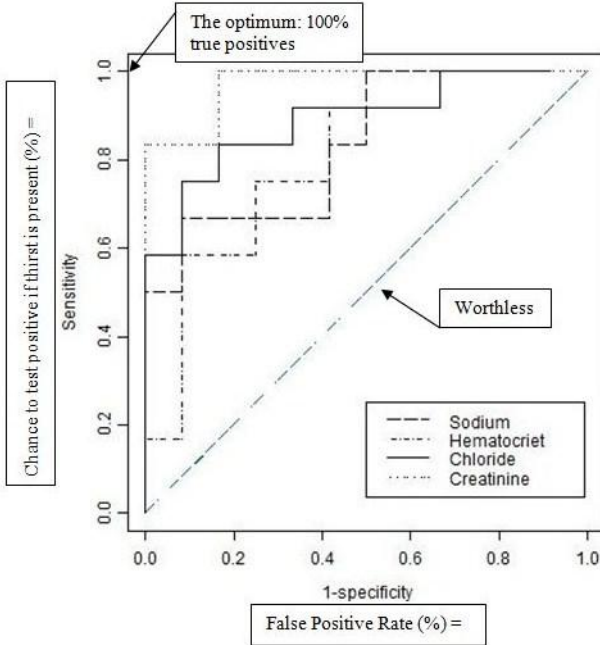 The optimum: 100%
true positives
Chance to test positive if thirst is present (%) =
Sensitivity
1.0
0.8
0.6
0.4
0.2
0.0
Worthless
Sodium
Hematocriet
Chloride
Creatinine
0.0 0.2 0.4 0.6 0.8 1.0
1-specificity
False Positive Rate (%) =